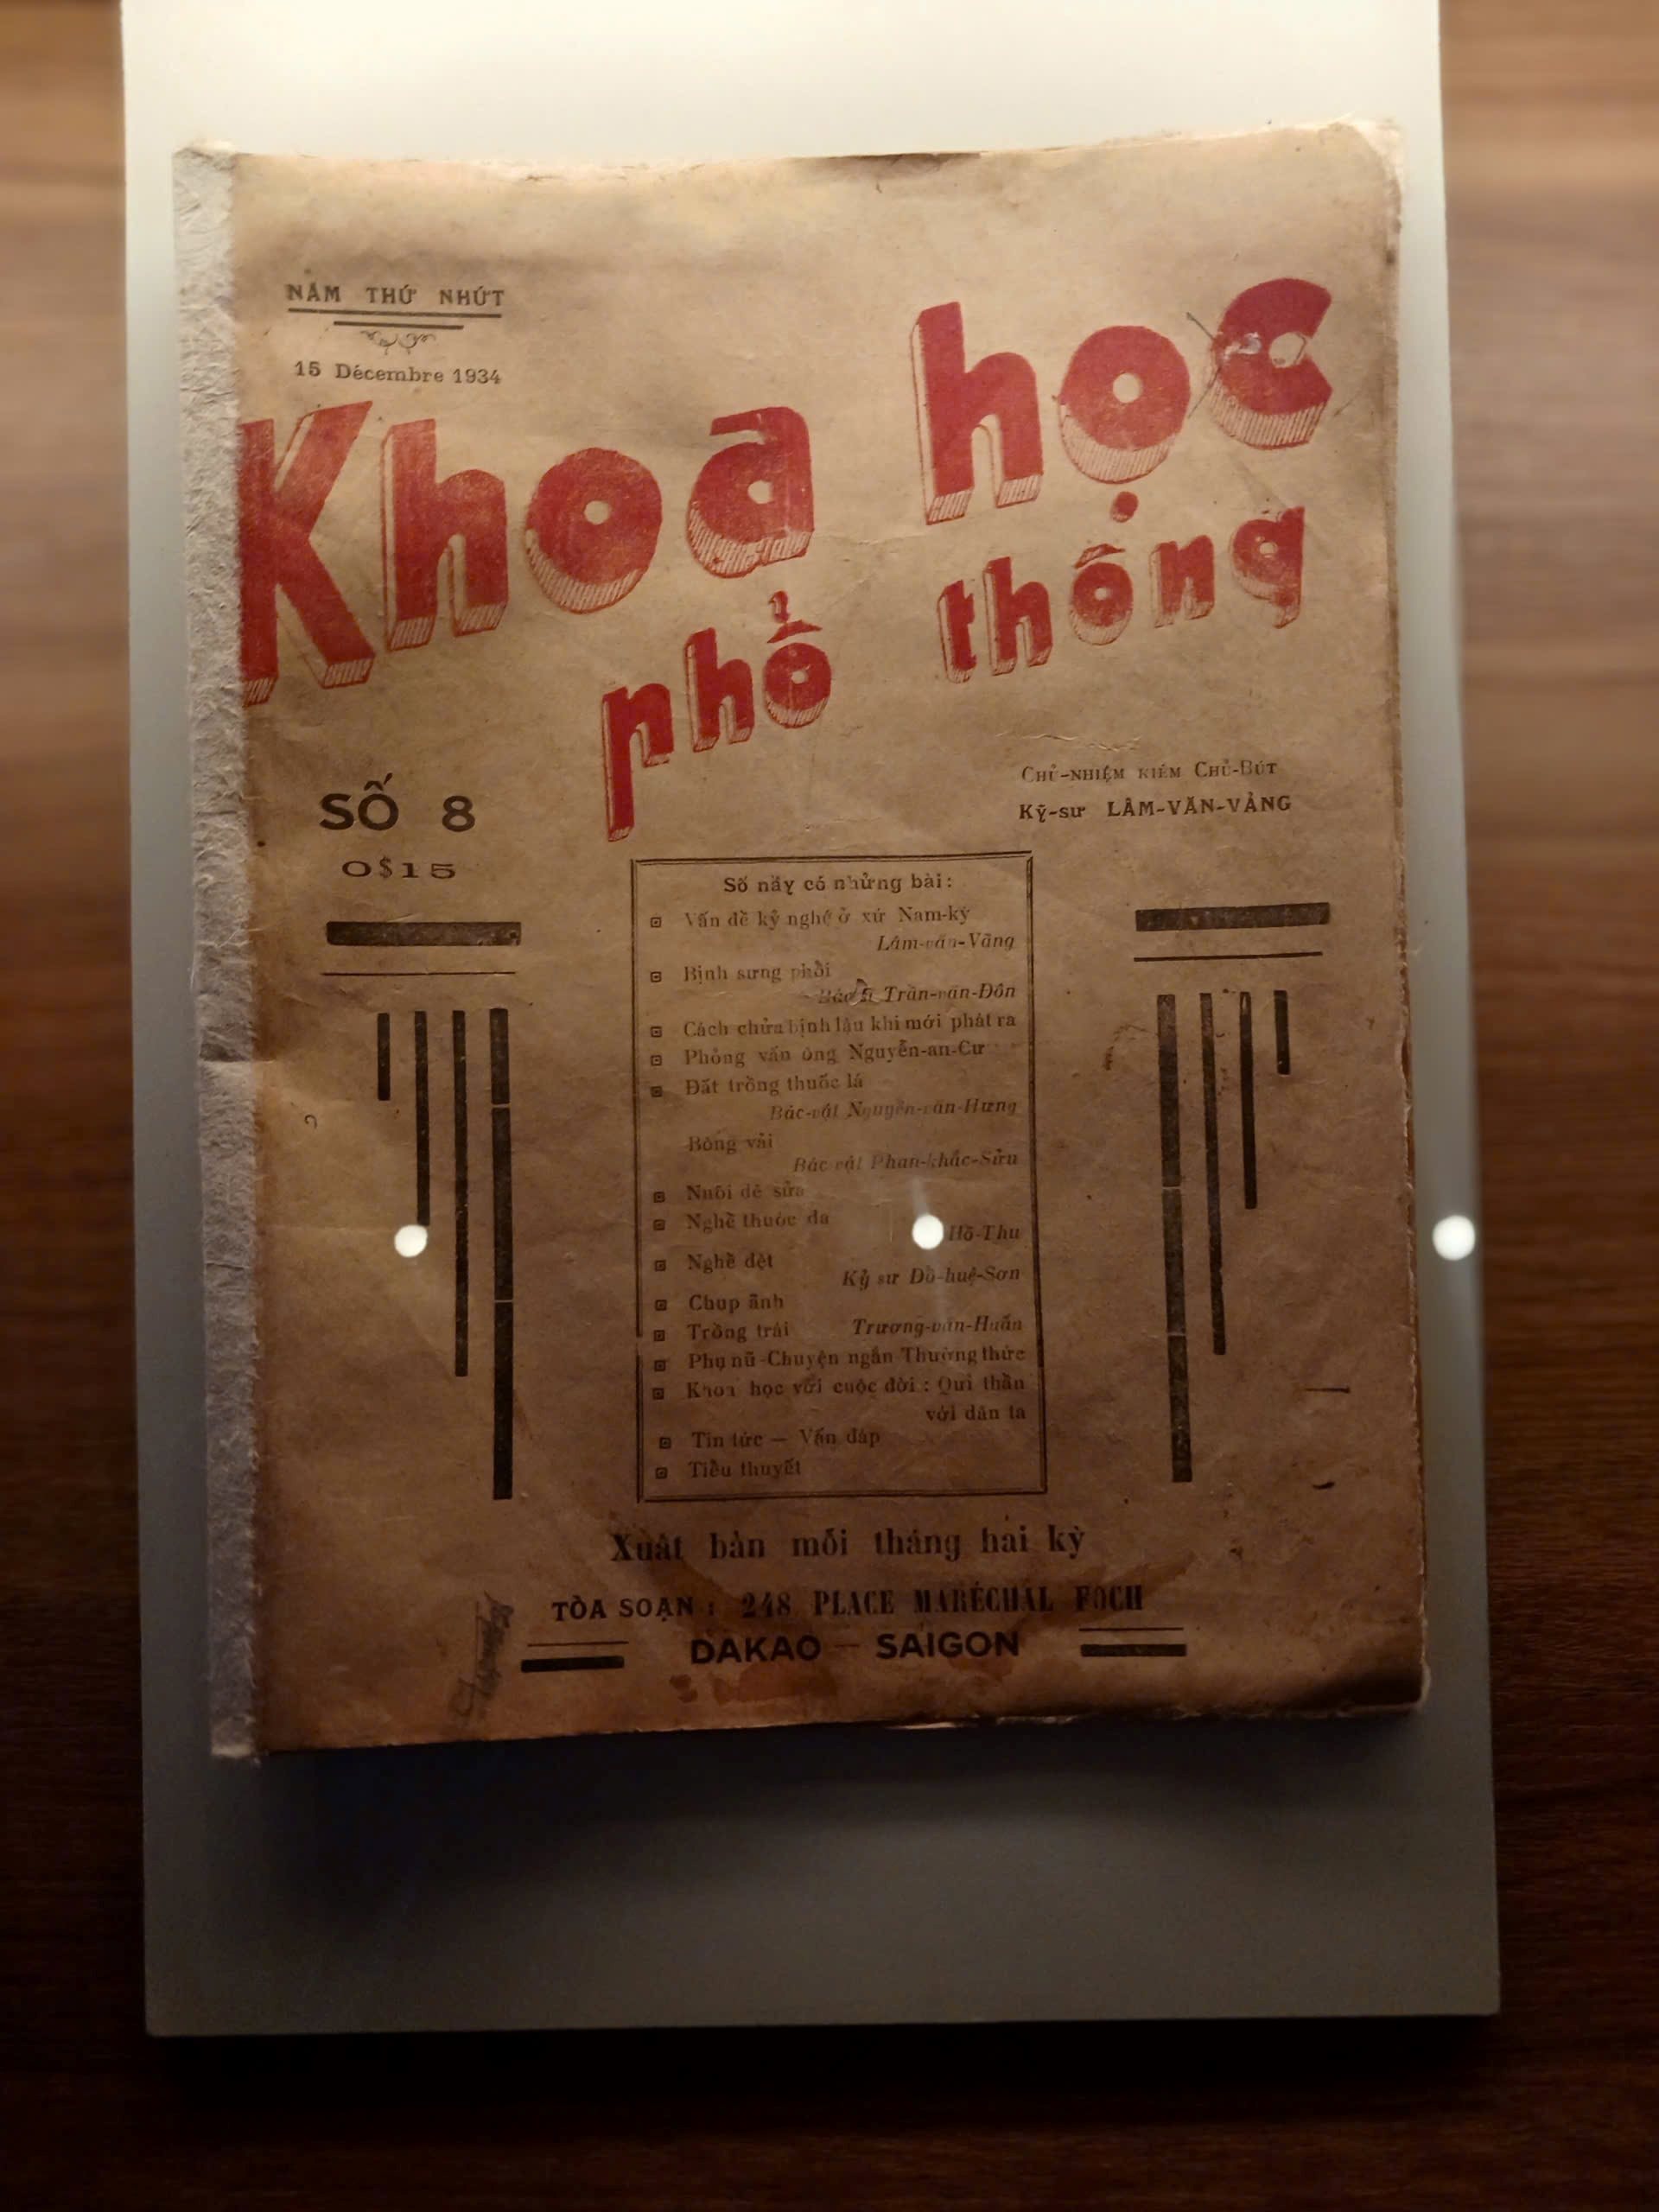 NĂM THỨ NHỨT
15 Décembre 1934
Khoa học
phổ thông
SỐ 8
0$15
CHỦ-NHIỆM KIÊM CHỦ-BÚT
Kỹ-sư LÂM-VĂN-VÃNG
Số nầy có những bài:
Vấn đề kỹ nghệ ở xứ Nam-kỳ
Lâm-văn-Vãng
Bịnh sưng phổi
Trần-văn-Đôn
Cách chữa bịnh lậu khi mới phát ra
Phỏng vấn ông Nguyễn-an-Cư
Đất trồng thuốc lá
Bác-vật Nguyễn-văn-Hưng
Bông vải
Bác vật Phan-khắc-Sửu
Nuôi dê sữa
Nghề thuộc da
Hồ-Thu
Nghề dệt
Kỹ sư Đỗ-huệ-Sơn
Chụp ảnh
Trồng trái Trương-văn-Huấn
Phụ nữ-Chuyện ngắn Thường thức
Khoa học với cuộc đời : Quỉ thần
với dân ta
Tin tức — Vấn đáp
Tiểu thuyết
Xuất bản mỗi tháng hai kỳ
TÒA SOẠN : 248 PLACE MARÉCHAL FOCH
DAKAO — SAIGON